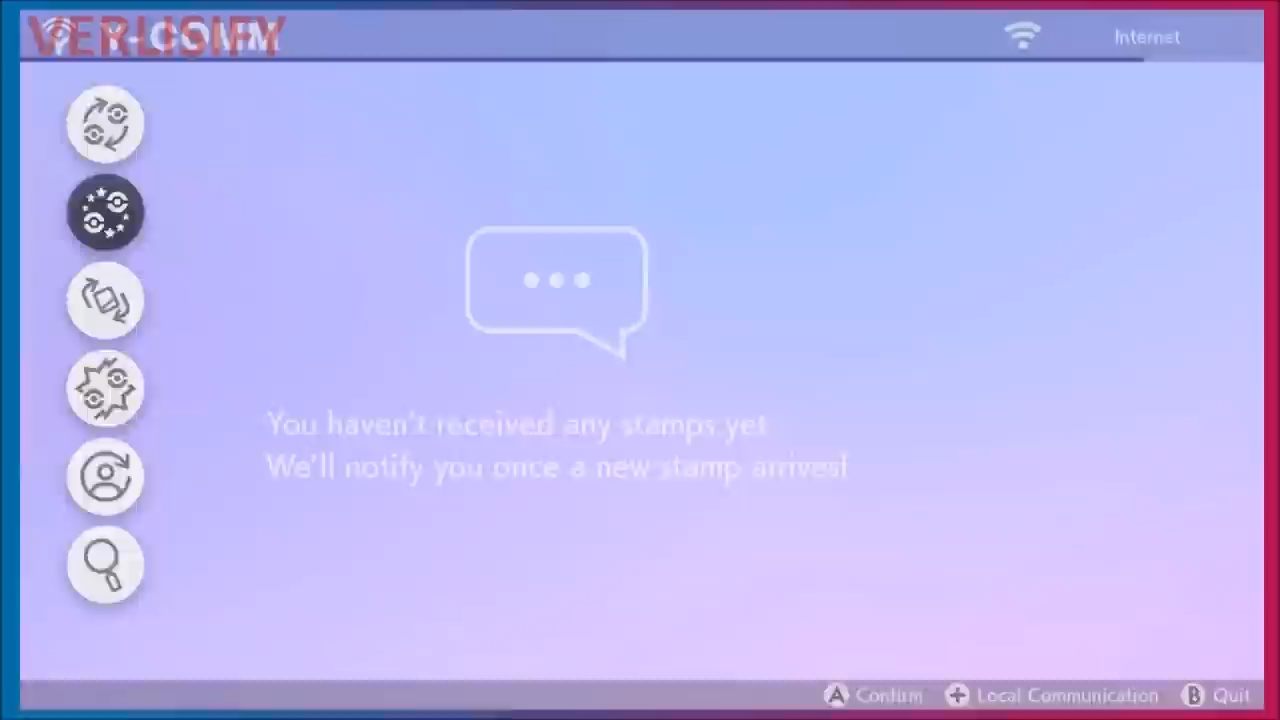 VERLISIFY
Y-COMM
Internet
You haven't received any stamps yet
We'll notify you once a new stamp arrives!
A Confirm + Local Communication B Quit